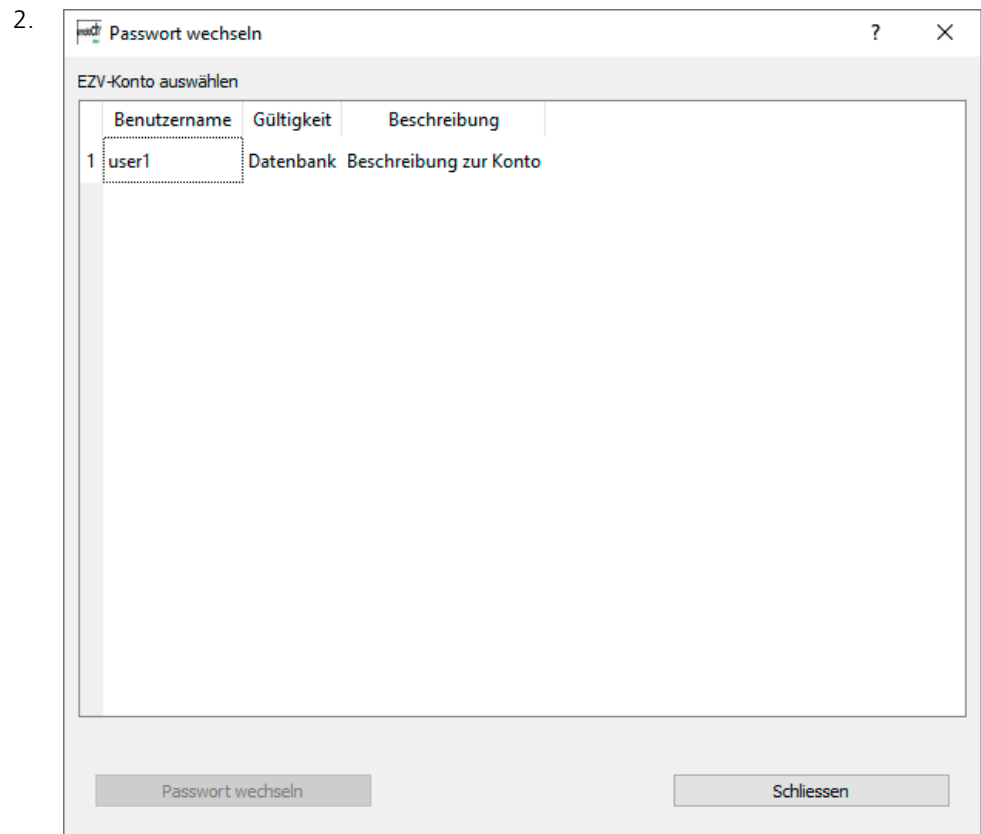 2.
Passwort wechseln ?
EZV-Konto auswählen
Benutzername Gültigkeit Beschreibung
1 user1 Datenbank Beschreibung zur Konto
Passwort wechseln Schliessen